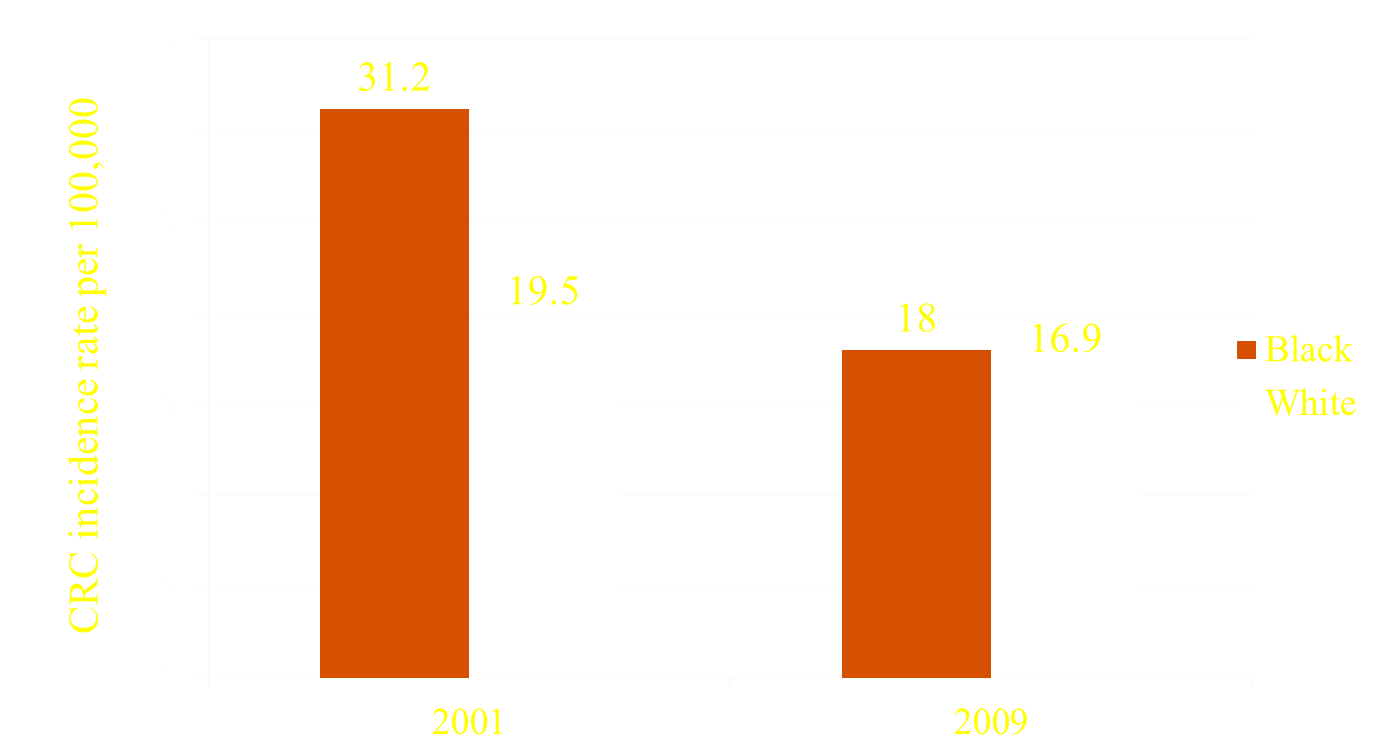 31.2
19.5
18
16.9
CRC incidence rate per 100,000
Black
White
2001
2009